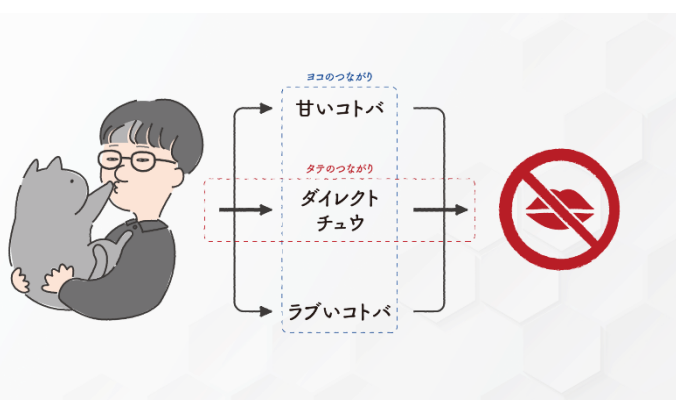 ヨコのつながり
甘いコトバ
タテのつながり
ダイレクト
チュウ
ラブいコトバ